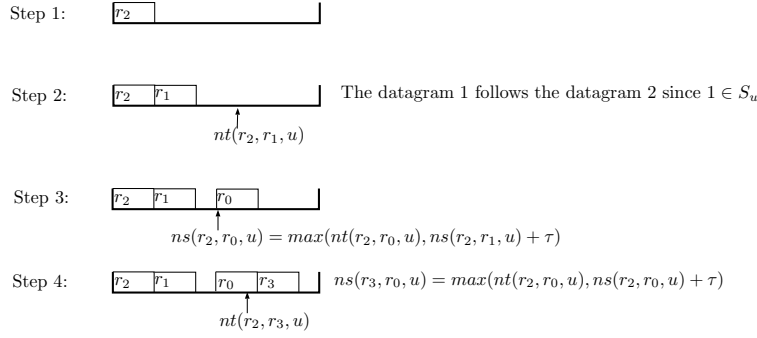 Step 1:
r₂
Step 2:
r₂ r₁
The datagram 1 follows the datagram 2 since 1 ∈ Sᵤ
nt(r₂, r₁, u)
Step 3:
r₂ r₁ r₀
ns(r₂, r₀, u) = max(nt(r₂, r₀, u), ns(r₂, r₁, u) + τ)
Step 4:
r₂ r₁ r₀ r₃
ns(r₃, r₀, u) = max(nt(r₂, r₀, u), ns(r₂, r₀, u) + τ)
nt(r₂, r₃, u)